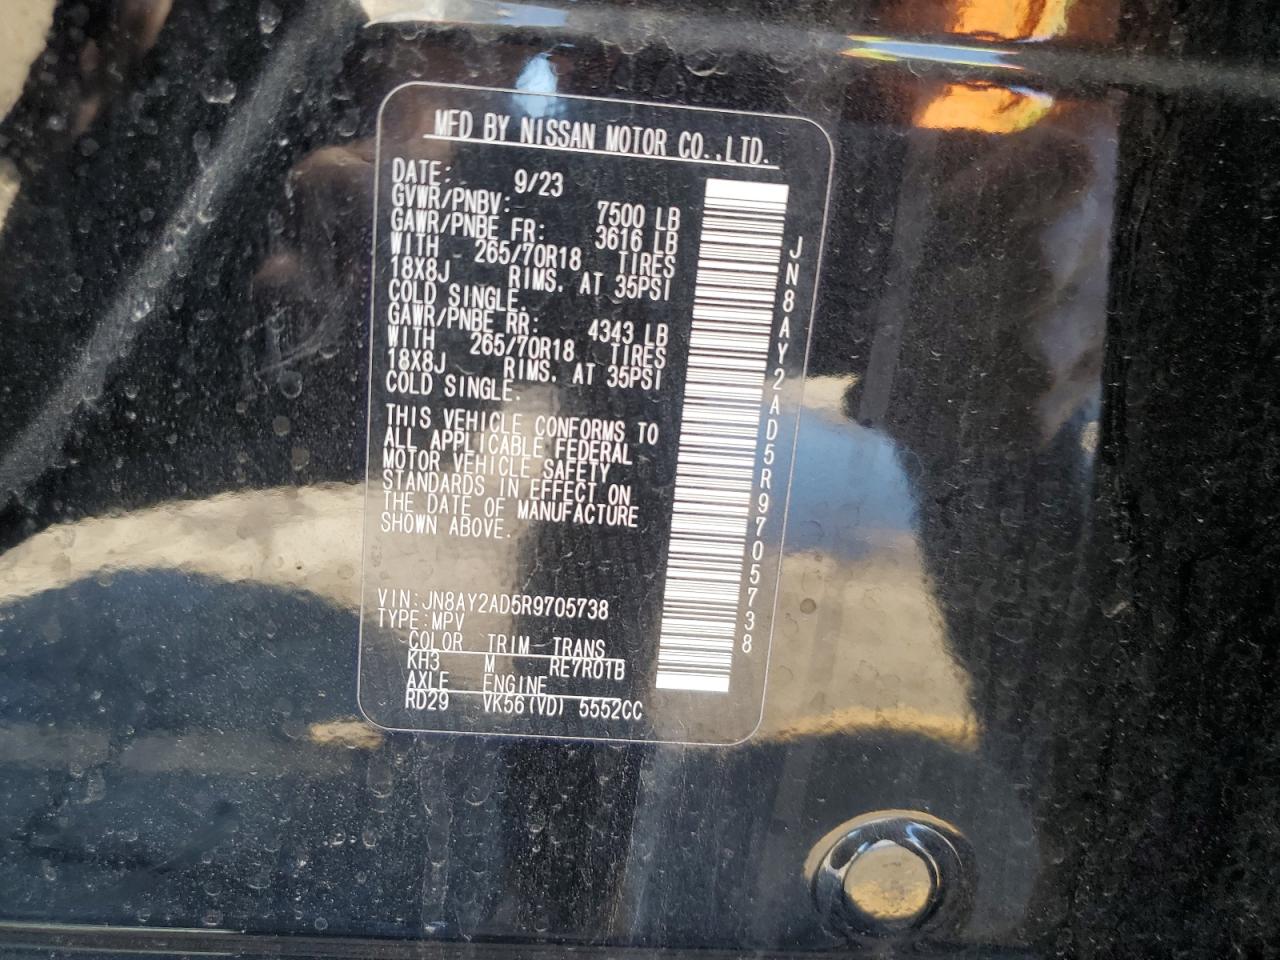 MFD BY NISSAN MOTOR CO.,LTD.
DATE: 9/23
GVWR/PNBV: 7500 LB
GAWR/PNBE FR: 3616 LB
WITH 265/70R18 TIRES
18X8J RIMS. AT 35PSI
COLD SINGLE.
GAWR/PNBE RR: 4343 LB
WITH 265/70R18 TIRES
18X8J RIMS. AT 35PSI
COLD SINGLE.
THIS VEHICLE CONFORMS TO
ALL APPLICABLE FEDERAL
MOTOR VEHICLE SAFETY
STANDARDS IN EFFECT ON
THE DATE OF MANUFACTURE
SHOWN ABOVE.
VIN:JN8AY2AD5R9705738
TYPE:MPV
COLOR TRIM TRANS
KH3 M RE7R01B
AXLE ENGINE
RD29 VK56(VD) 5552CC
JN8AY2AD5R9705738